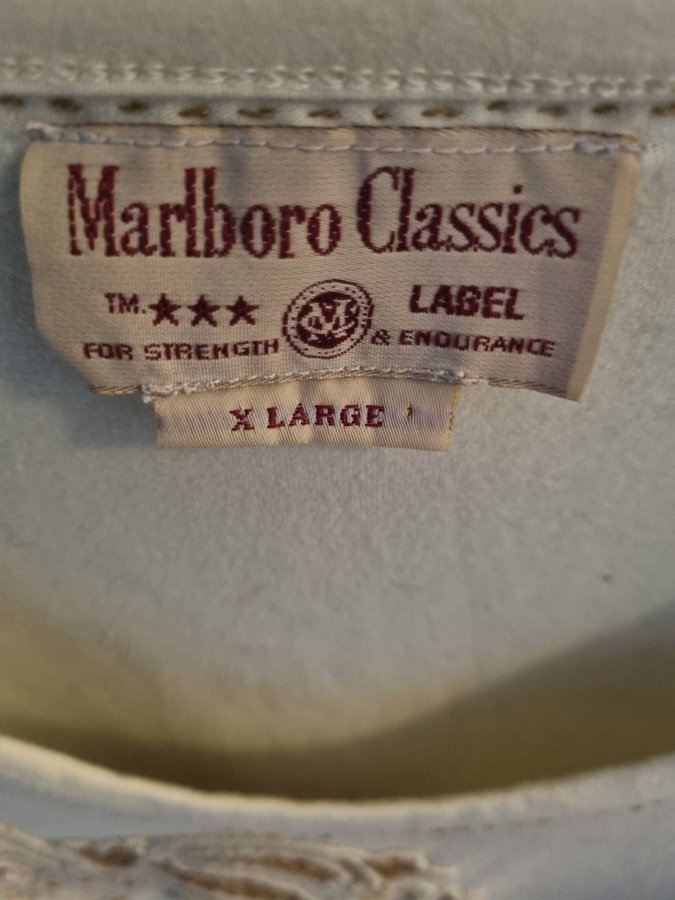 Marlboro Classics
TM. ★★★ LABEL
FOR STRENGTH & ENDURANCE
X LARGE